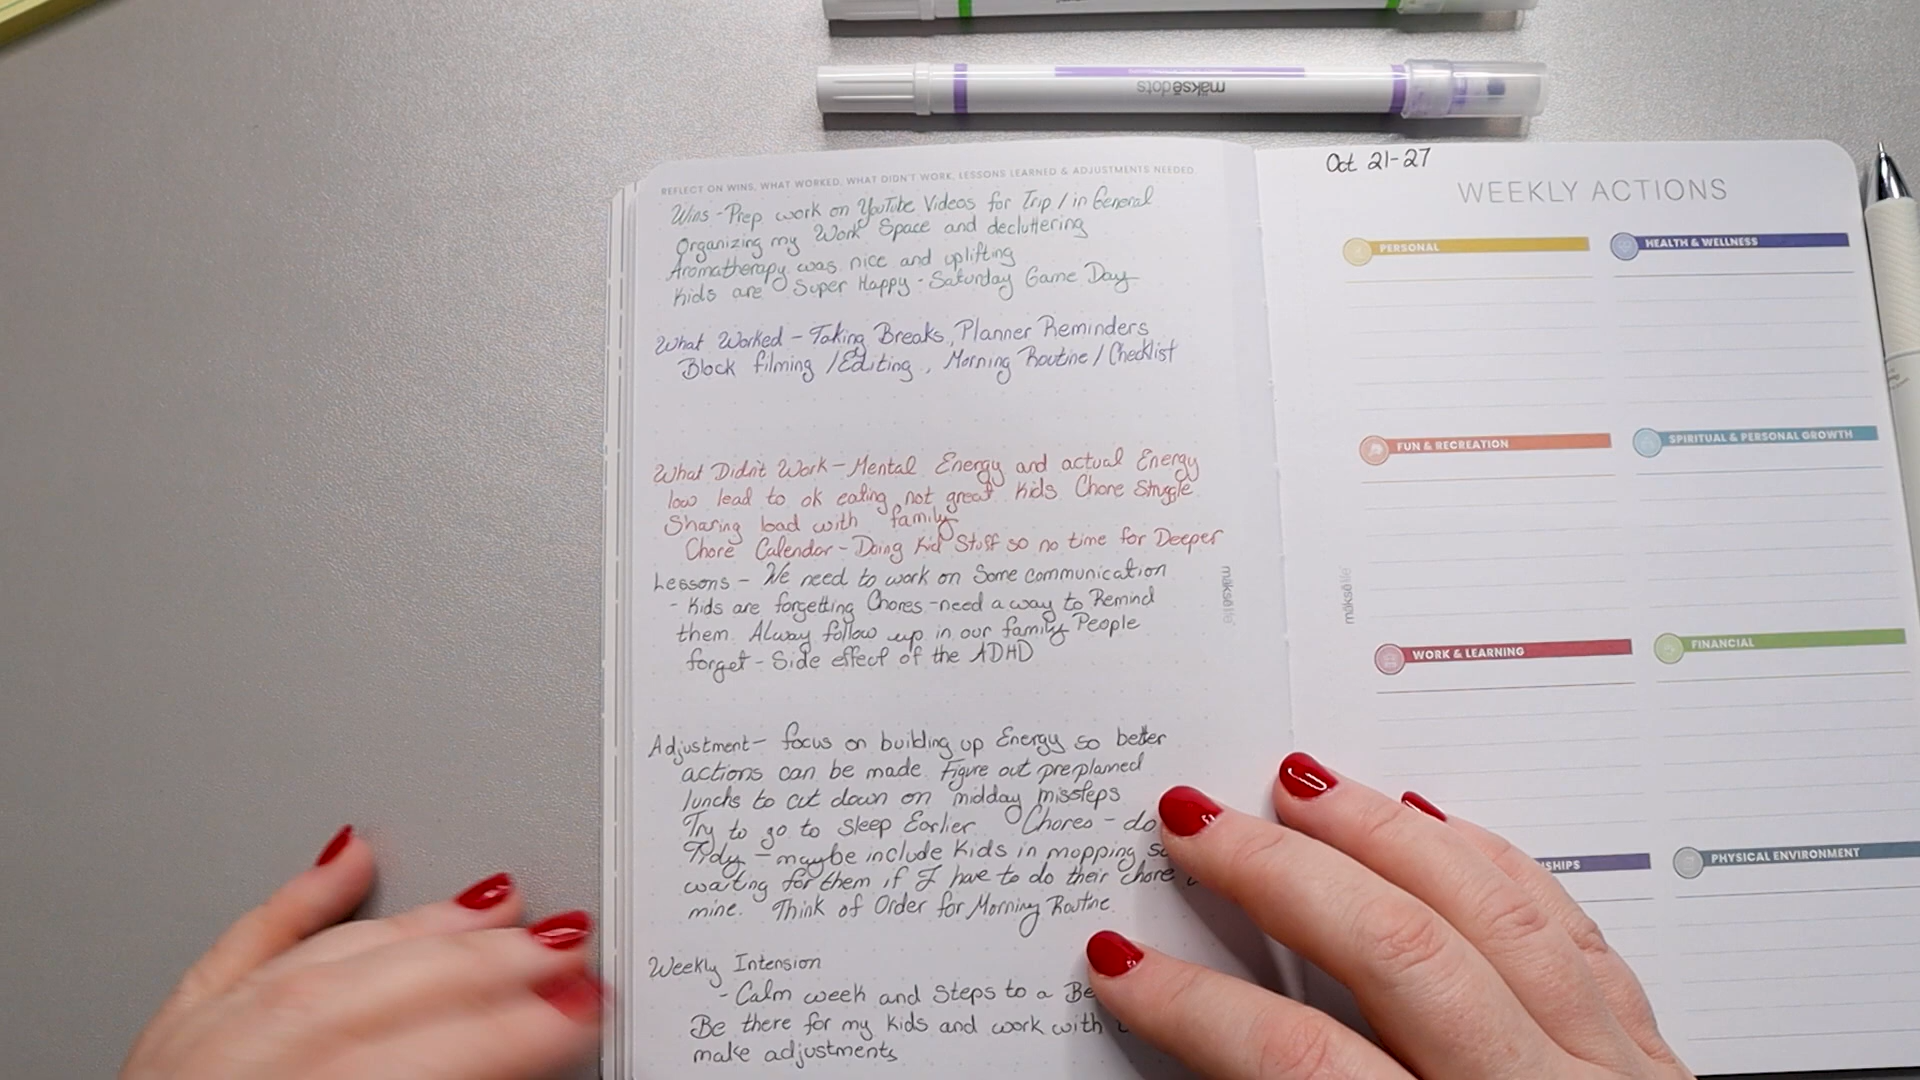 mäksēdots
REFLECT ON WINS, WHAT WORKED, WHAT DIDN'T WORK, LESSONS LEARNED & ADJUSTMENTS NEEDED
Wins - Prep work on YouTube Videos for Trip / in General
Organizing my Work Space and decluttering
Aromatherapy was nice and uplifting
Kids are Super Happy - Saturday Game Day
What Worked - Taking Breaks, Planner Reminders
Block filming / Editing, Morning Routine / Checklist
What Didn't Work - Mental Energy and actual Energy
low lead to ok eating not great Kids Chore Struggle
Sharing load with family
Chore Calendar - Doing Kid Stuff so no time for Deeper
Lessons - We need to work on Some communication
- Kids are forgetting Chores - need a way to Remind
them. Alway follow up in our family People
forget - Side effect of the ADHD
Adjustment - focus on building up Energy so better
actions can be made. Figure out preplanned
lunchs to cut down on midday missteps
Try to go to Sleep Earlier Chores - do
Tidy - maybe include Kids in mopping
waiting for them if I have to do their chore
mine. Think of Order for Morning Routine.
Weekly Intension
- Calm week and Steps to a Be
Be there for my Kids and work with
make adjustments
mäksēlife
Oct 21-27
WEEKLY ACTIONS
PERSONAL
HEALTH & WELLNESS
FUN & RECREATION
SPIRITUAL & PERSONAL GROWTH
mäksēlife
WORK & LEARNING
FINANCIAL
SHIPS
PHYSICAL ENVIRONMENT